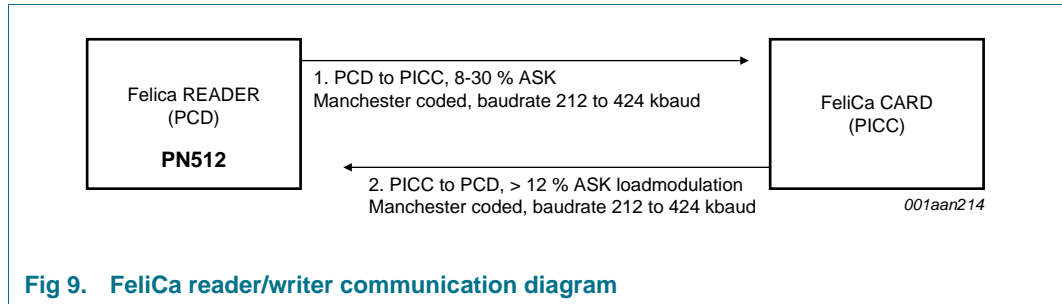 Felica READER
(PCD)
PN512
1. PCD to PICC, 8-30 % ASK
Manchester coded, baudrate 212 to 424 kbaud
2. PICC to PCD, > 12 % ASK loadmodulation
Manchester coded, baudrate 212 to 424 kbaud
FeliCa CARD
(PICC)
001aan214
Fig 9. FeliCa reader/writer communication diagram